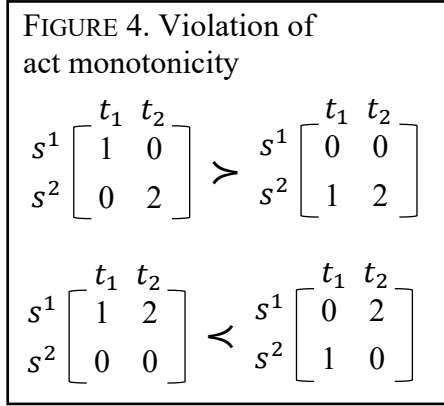 FIGURE 4. Violation of
act monotonicity
t₁ t₂ t₁ t₂
s¹ [1 0] s¹ [0 0]
≻
s² [0 2] s² [1 2]
t₁ t₂ t₁ t₂
s¹ [1 2] s¹ [0 2]
≺
s² [0 0] s² [1 0]